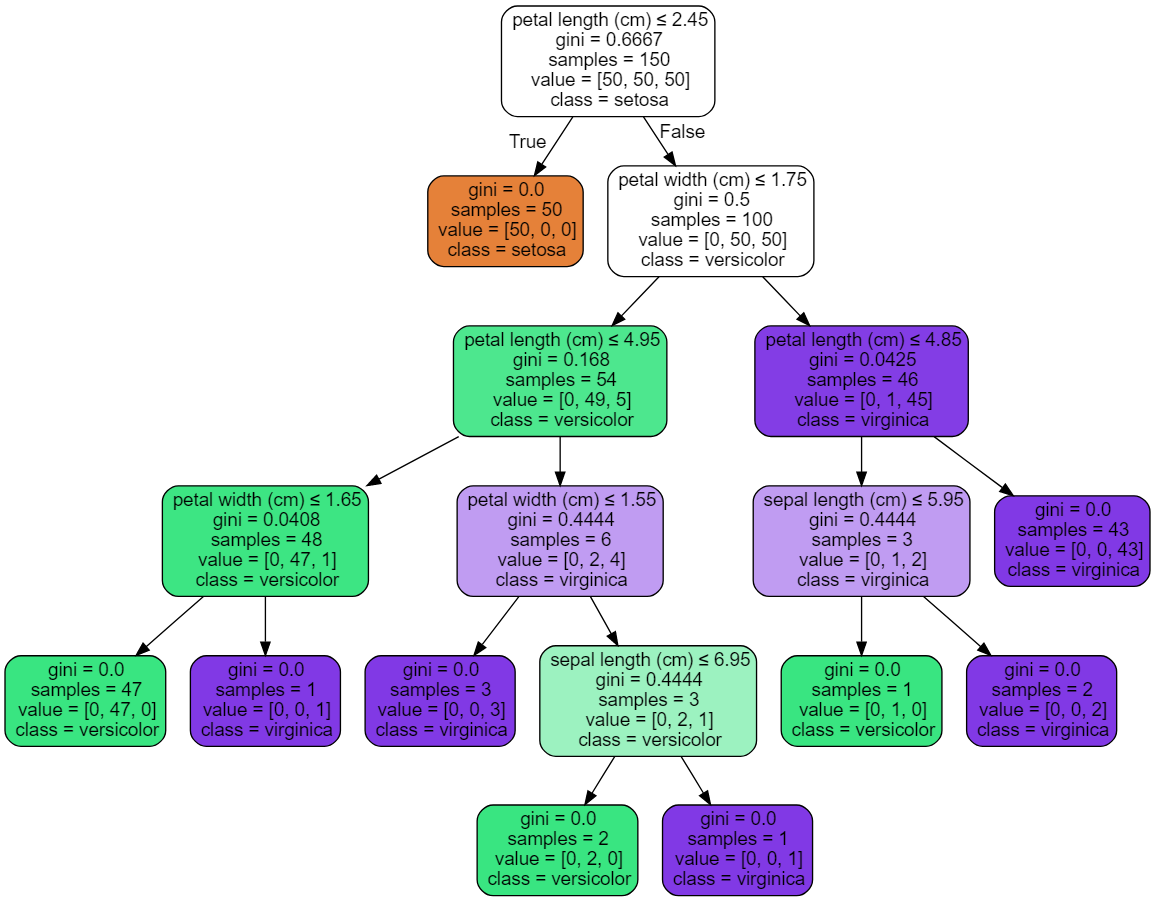 petal length (cm) ≤ 2.45
gini = 0.6667
samples = 150
value = [50, 50, 50]
class = setosa
True
False
gini = 0.0
samples = 50
value = [50, 0, 0]
class = setosa
petal width (cm) ≤ 1.75
gini = 0.5
samples = 100
value = [0, 50, 50]
class = versicolor
petal length (cm) ≤ 4.95
gini = 0.168
samples = 54
value = [0, 49, 5]
class = versicolor
petal length (cm) ≤ 4.85
gini = 0.0425
samples = 46
value = [0, 1, 45]
class = virginica
petal width (cm) ≤ 1.65
gini = 0.0408
samples = 48
value = [0, 47, 1]
class = versicolor
petal width (cm) ≤ 1.55
gini = 0.4444
samples = 6
value = [0, 2, 4]
class = virginica
sepal length (cm) ≤ 5.95
gini = 0.4444
samples = 3
value = [0, 1, 2]
class = virginica
gini = 0.0
samples = 43
value = [0, 0, 43]
class = virginica
gini = 0.0
samples = 47
value = [0, 47, 0]
class = versicolor
gini = 0.0
samples = 1
value = [0, 0, 1]
class = virginica
gini = 0.0
samples = 3
value = [0, 0, 3]
class = virginica
sepal length (cm) ≤ 6.95
gini = 0.4444
samples = 3
value = [0, 2, 1]
class = versicolor
gini = 0.0
samples = 1
value = [0, 1, 0]
class = versicolor
gini = 0.0
samples = 2
value = [0, 0, 2]
class = virginica
gini = 0.0
samples = 2
value = [0, 2, 0]
class = versicolor
gini = 0.0
samples = 1
value = [0, 0, 1]
class = virginica